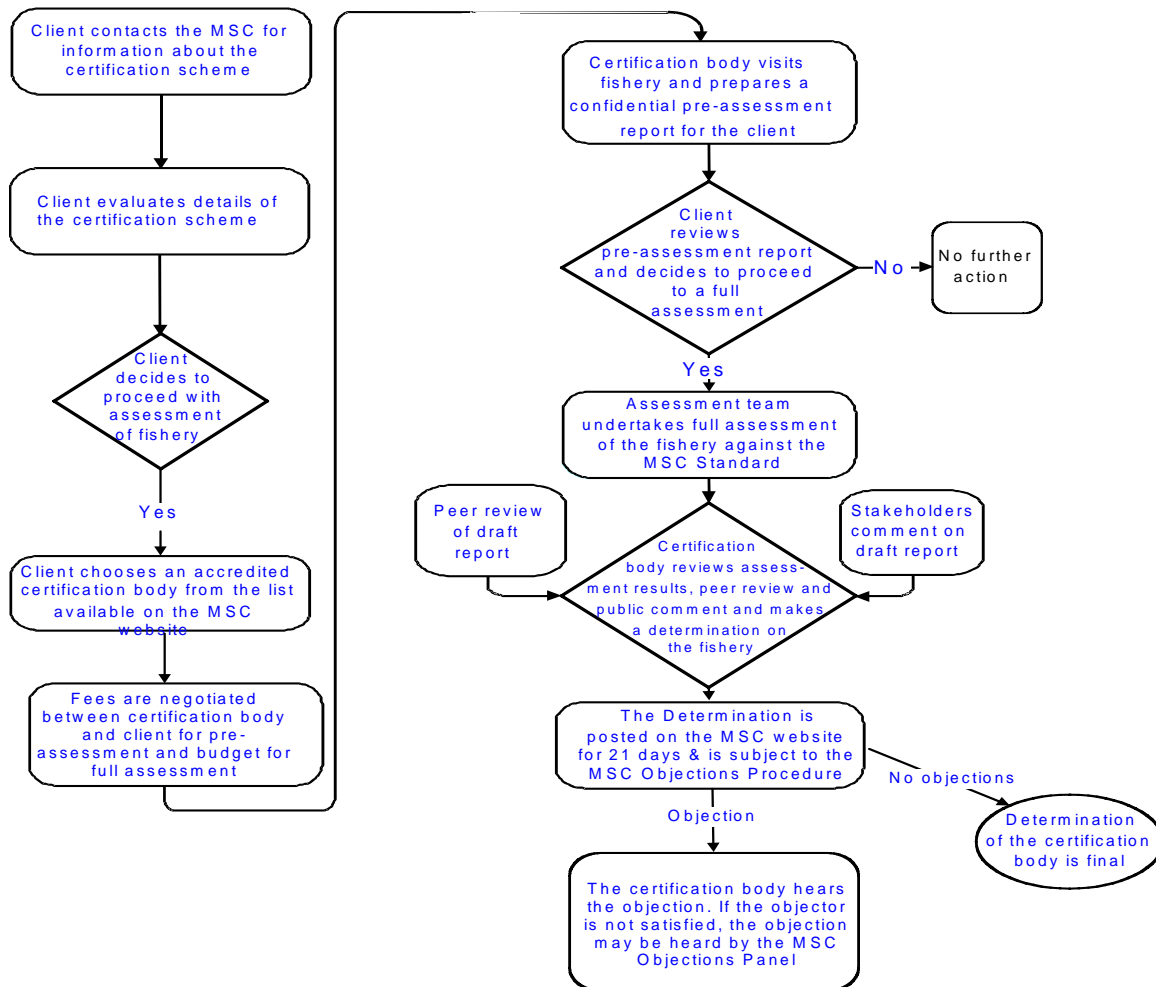 Client contacts the MSC for
information about the
certification scheme
Client evaluates details of
the certification scheme
Client
decides to
proceed with
assessment
of fishery
Yes
Client chooses an accredited
certification body from the list
available on the MSC
website
Fees are negotiated
between certification body
and client for pre-
assessment and budget for
full assessment
Certification body visits
fishery and prepares a
confidential pre-assessment
report for the client
Client
reviews
pre-assessment report
and decides to proceed
to a full
assessment
No
No further
action
Yes
Assessment team
undertakes full assessment
of the fishery against the
MSC Standard
Peer review
of draft
report
Stakeholders
comment on
draft report
Certification
body reviews assess-
ment results, peer review and
public comment and makes
a determination on
the fishery
The Determination is
posted on the MSC website
for 21 days & is subject to the
MSC Objections Procedure
No objections
Determination
of the certification
body is final
Objection
The certification body hears
the objection. If the objector
is not satisfied, the objection
may be heard by the MSC
Objections Panel